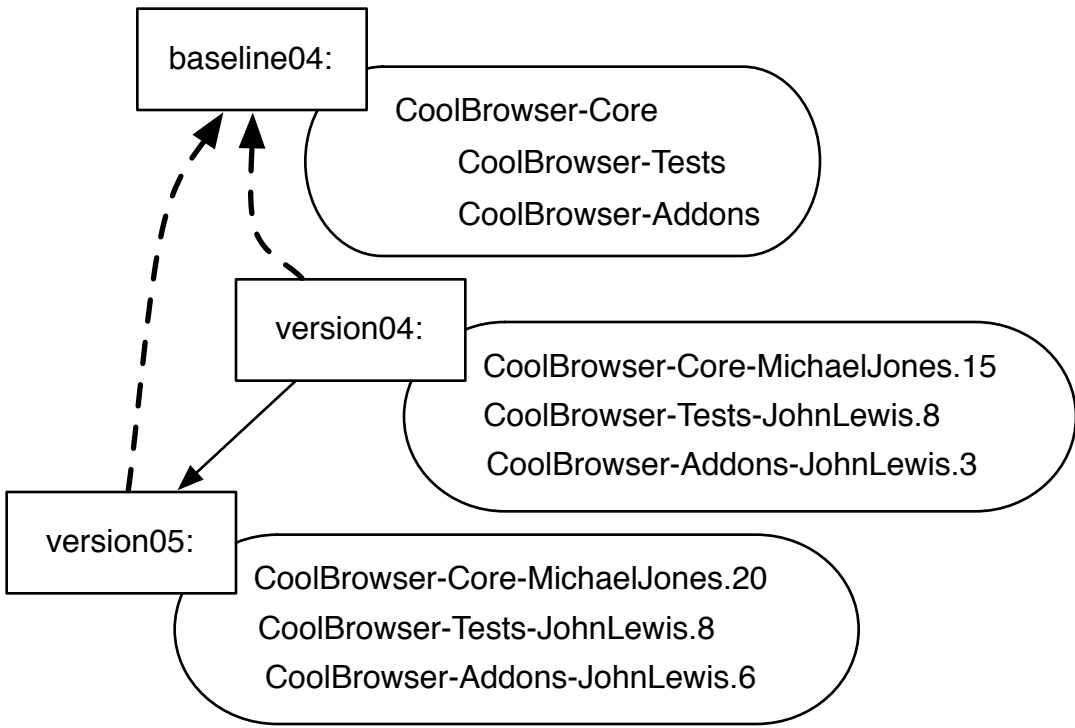 baseline04:
CoolBrowser-Core
CoolBrowser-Tests
CoolBrowser-Addons
version04:
CoolBrowser-Core-MichaelJones.15
CoolBrowser-Tests-JohnLewis.8
CoolBrowser-Addons-JohnLewis.3
version05:
CoolBrowser-Core-MichaelJones.20
CoolBrowser-Tests-JohnLewis.8
CoolBrowser-Addons-JohnLewis.6